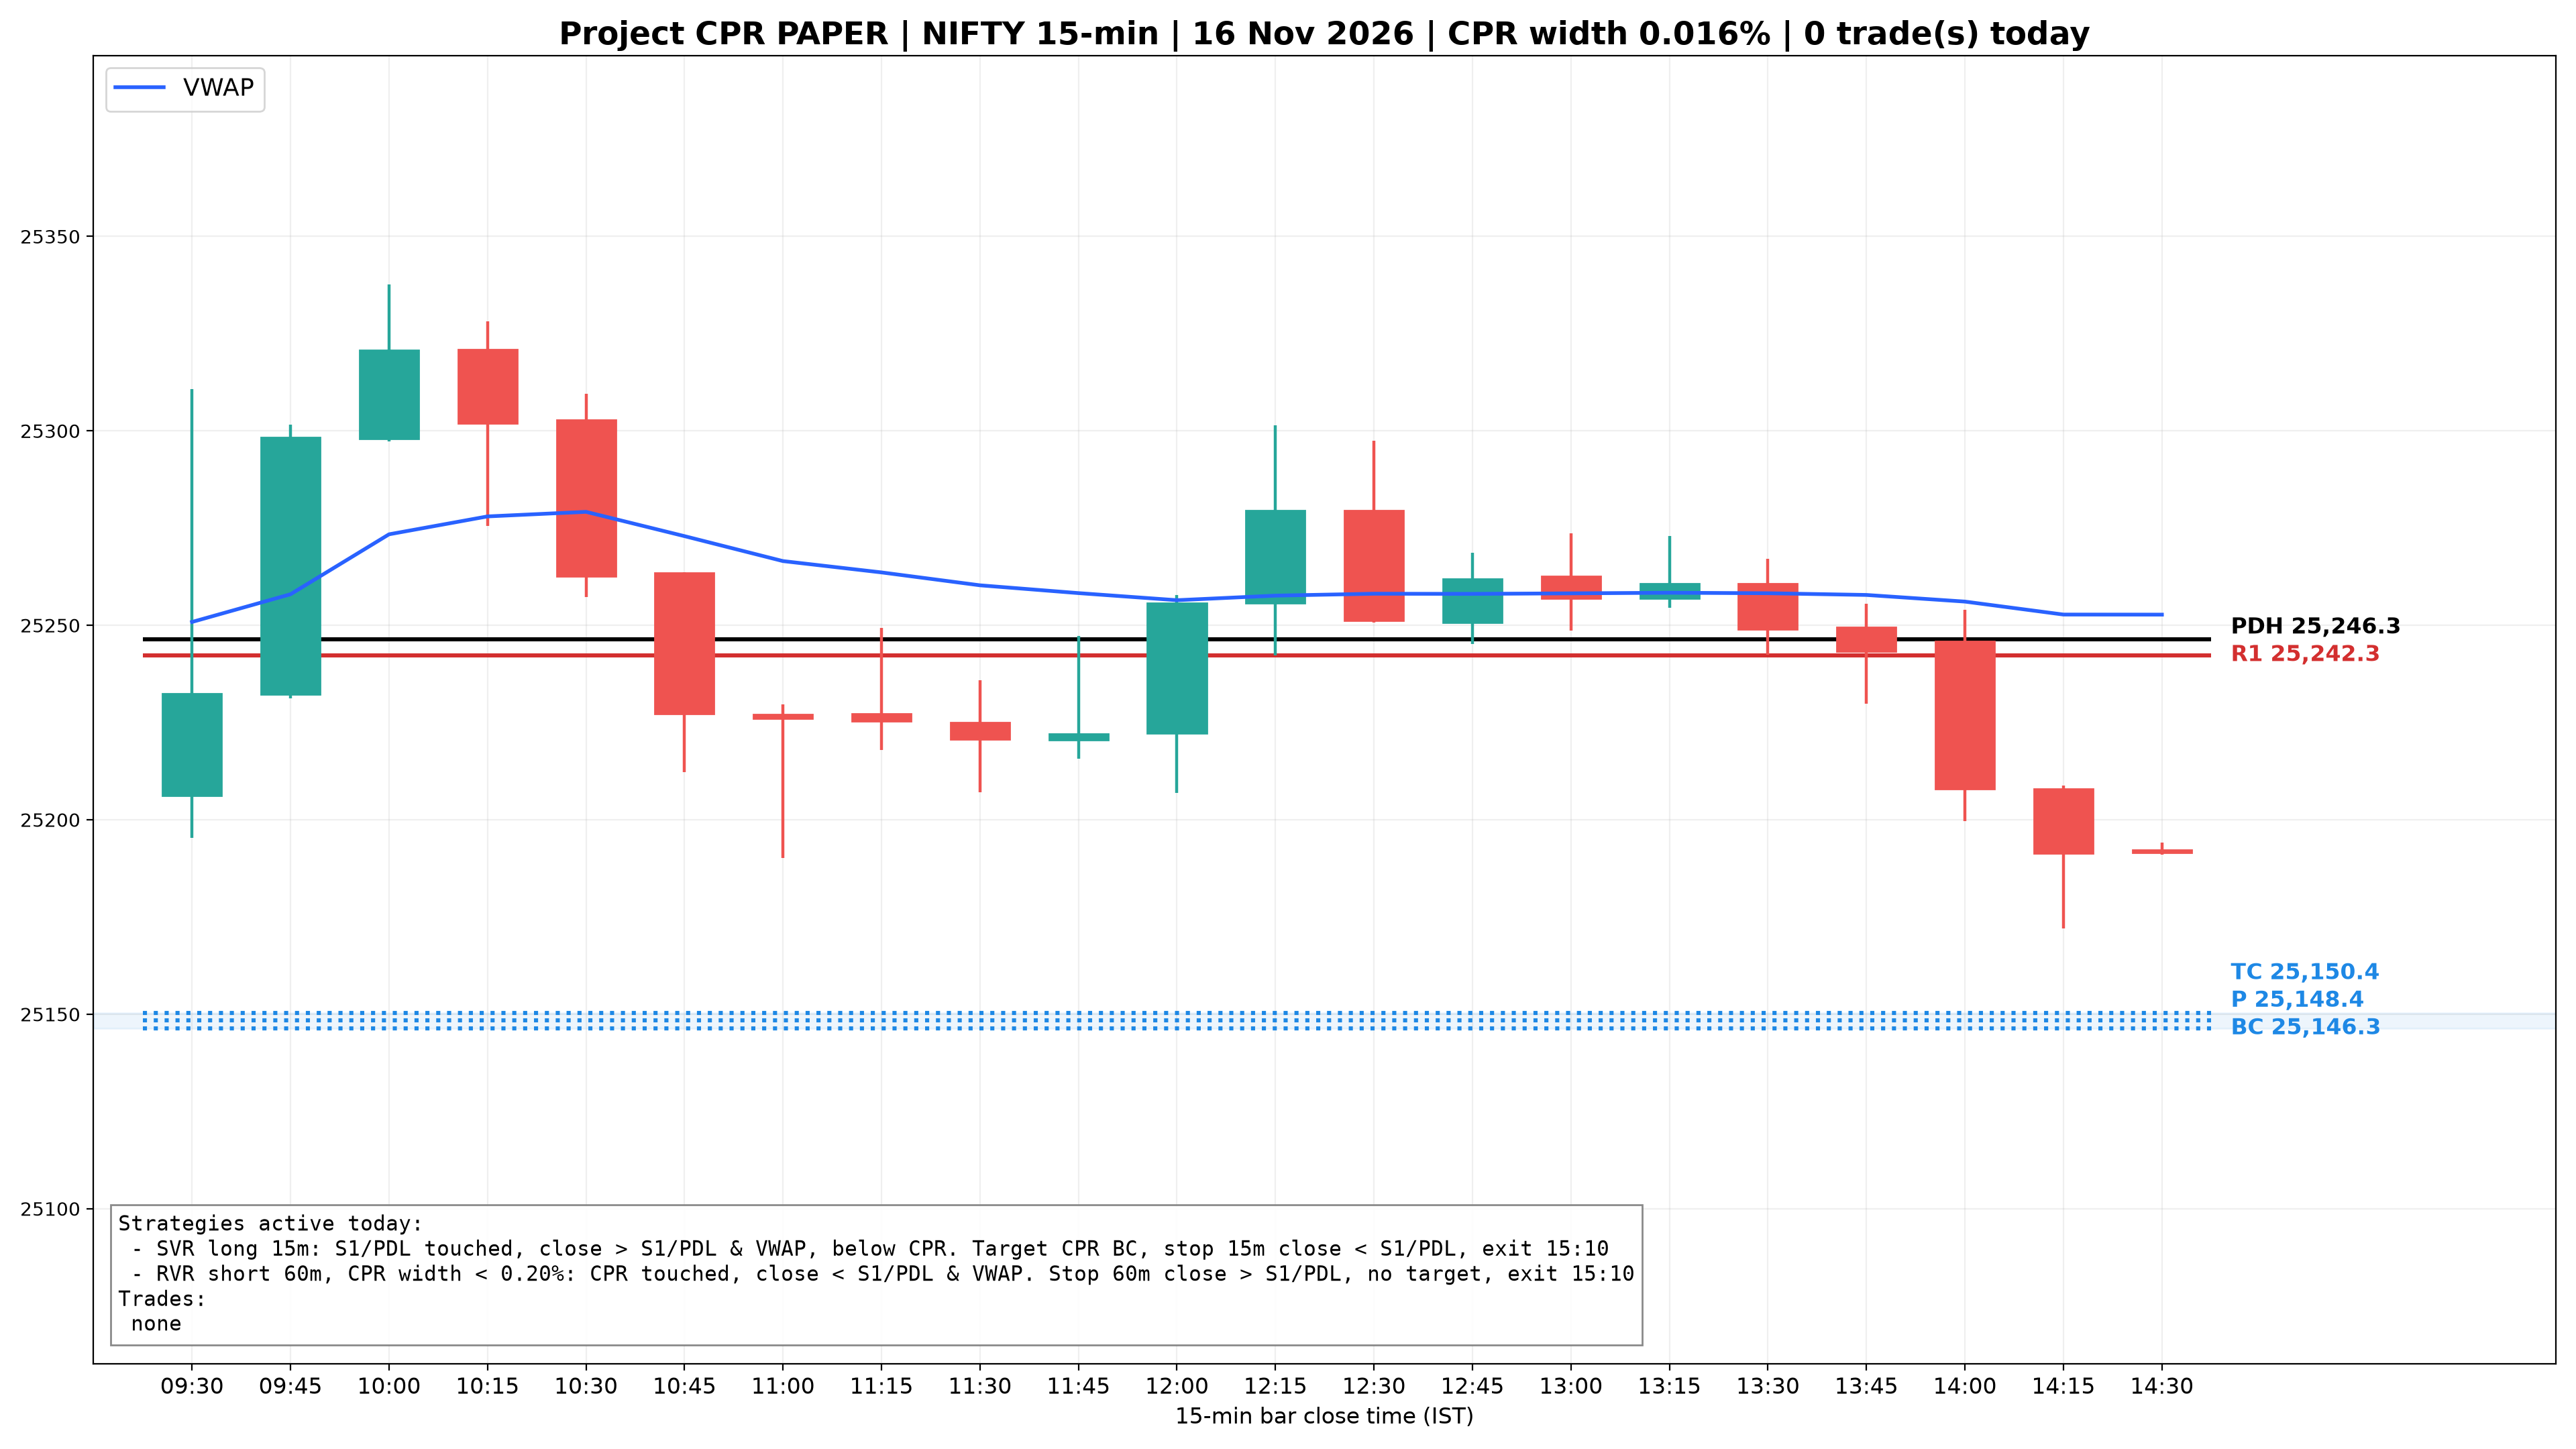 Project CPR PAPER | NIFTY 15-min | 16 Nov 2026 | CPR width 0.016% | 0 trade(s) today
VWAP
25350
25300
25250
25200
25150
25100
PDH 25,246.3
R1 25,242.3
TC 25,150.4
P 25,148.4
BC 25,146.3
Strategies active today:
- SVR long 15m: S1/PDL touched, close > S1/PDL & VWAP, below CPR. Target CPR BC, stop 15m close < S1/PDL, exit 15:10
- RVR short 60m, CPR width < 0.20%: CPR touched, close < S1/PDL & VWAP. Stop 60m close > S1/PDL, no target, exit 15:10
Trades:
none
09:30 09:45 10:00 10:15 10:30 10:45 11:00 11:15 11:30 11:45 12:00 12:15 12:30 12:45 13:00 13:15 13:30 13:45 14:00 14:15 14:30
15-min bar close time (IST)